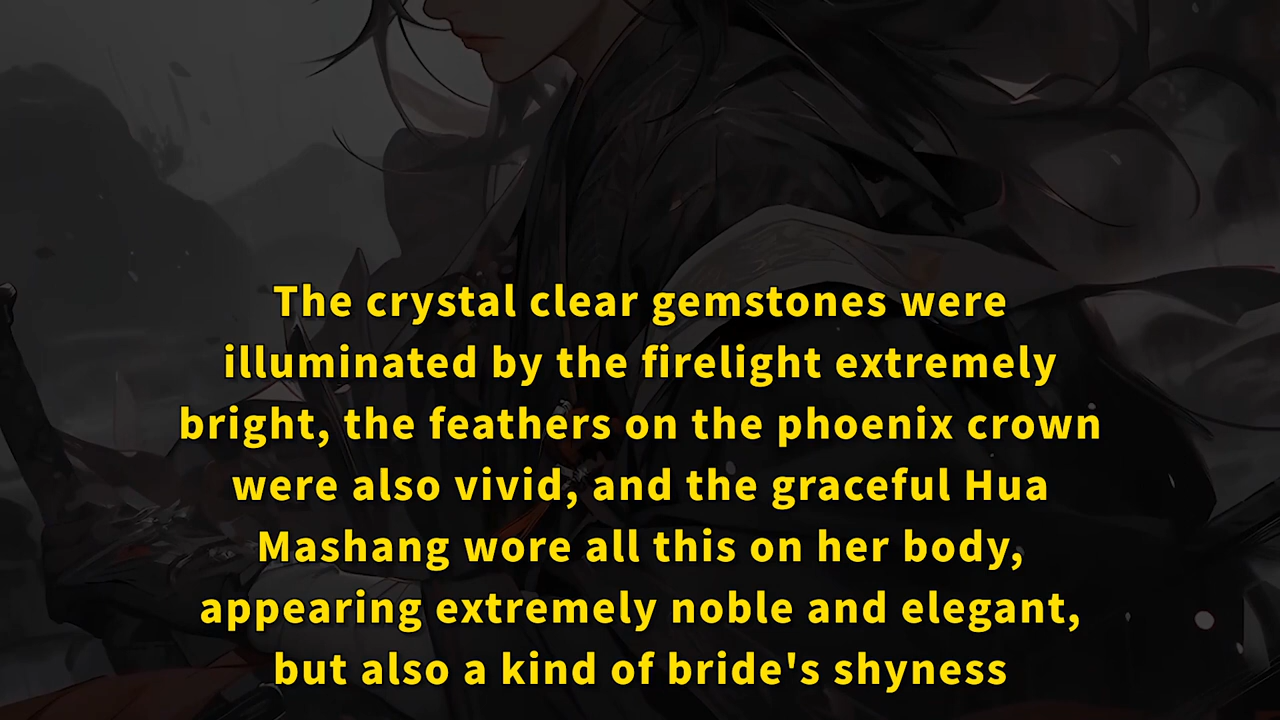 The crystal clear gemstones were
illuminated by the firelight extremely
bright, the feathers on the phoenix crown
were also vivid, and the graceful Hua
Mashang wore all this on her body,
appearing extremely noble and elegant,
but also a kind of bride's shyness